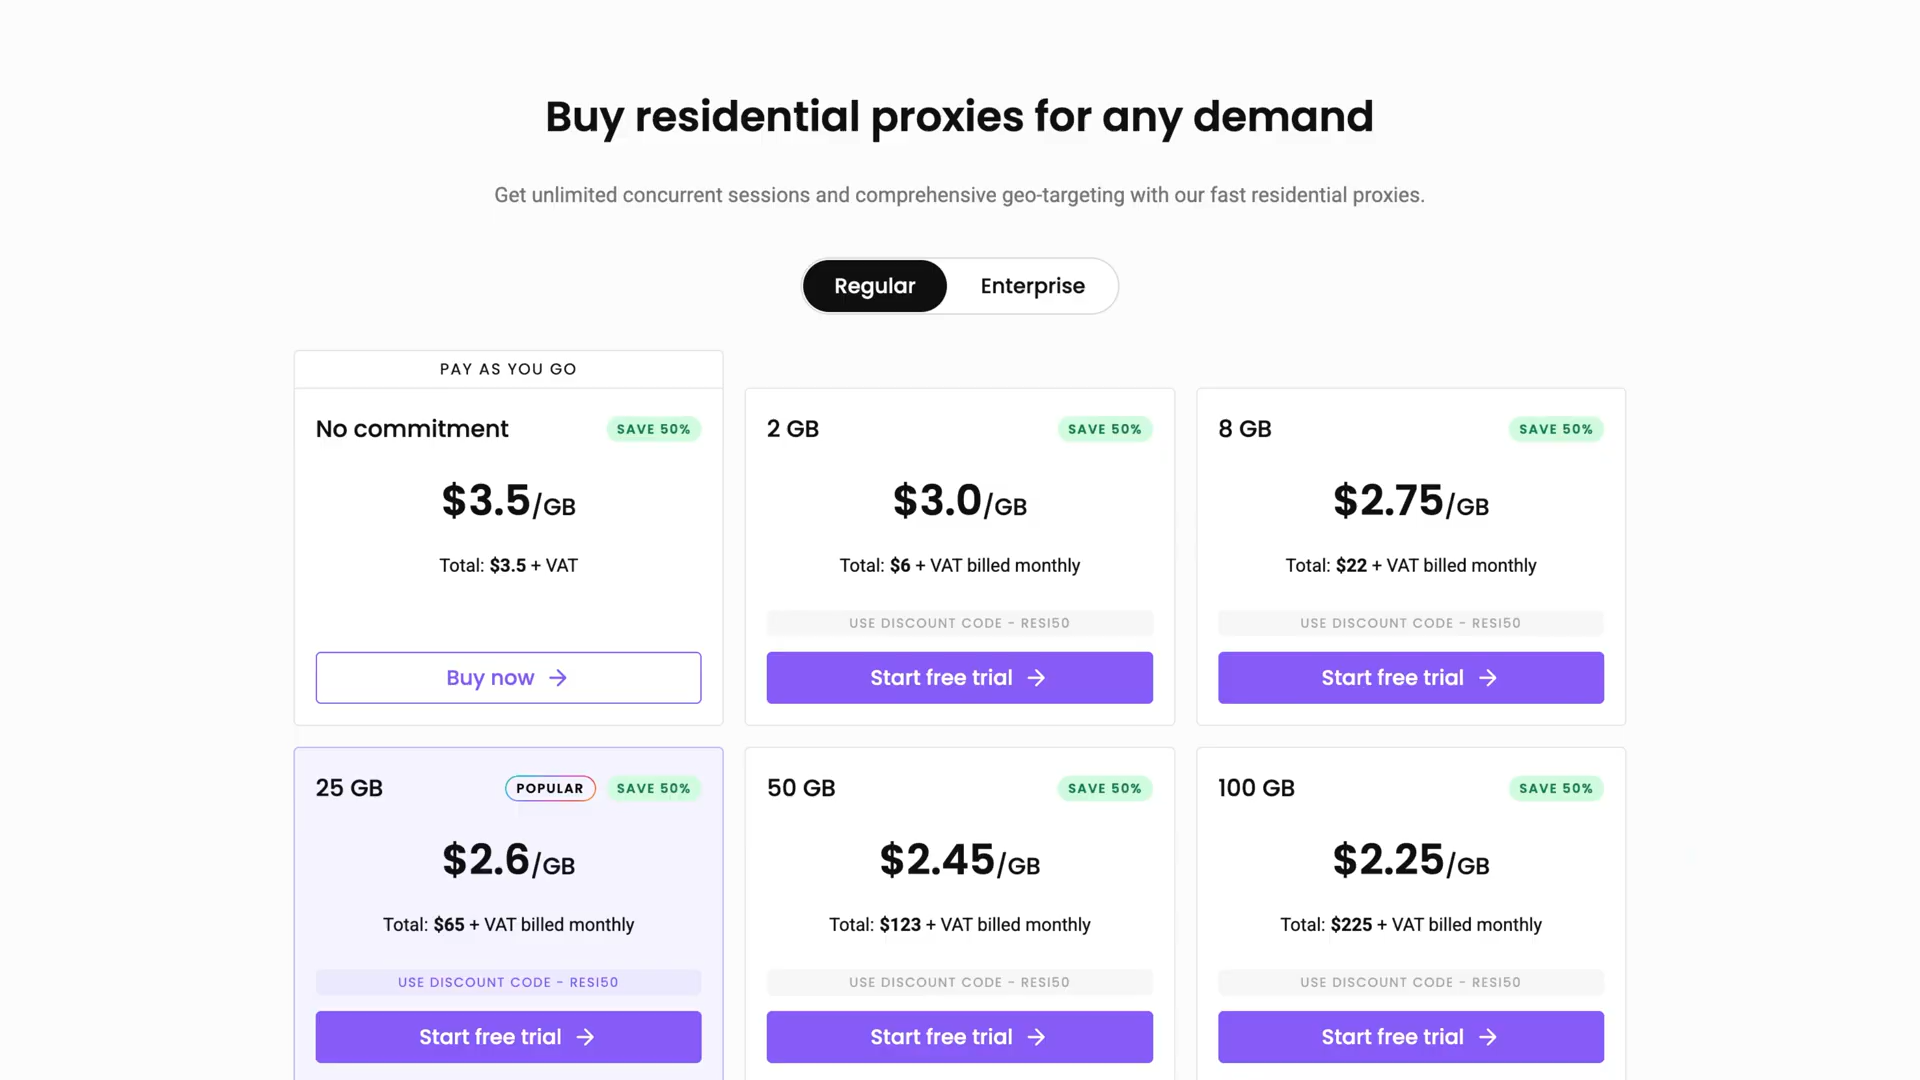 Buy residential proxies for any demand
Get unlimited concurrent sessions and comprehensive geo-targeting with our fast residential proxies.
Regular
Enterprise
PAY AS YOU GO
No commitment
SAVE 50%
$3.5/GB
Total: $3.5 + VAT
Buy now →
2 GB
SAVE 50%
$3.0/GB
Total: $6 + VAT billed monthly
USE DISCOUNT CODE - RESI50
Start free trial →
8 GB
SAVE 50%
$2.75/GB
Total: $22 + VAT billed monthly
USE DISCOUNT CODE - RESI50
Start free trial →
25 GB
POPULAR
SAVE 50%
$2.6/GB
Total: $65 + VAT billed monthly
USE DISCOUNT CODE - RESI50
Start free trial →
50 GB
SAVE 50%
$2.45/GB
Total: $123 + VAT billed monthly
USE DISCOUNT CODE - RESI50
Start free trial →
100 GB
SAVE 50%
$2.25/GB
Total: $225 + VAT billed monthly
USE DISCOUNT CODE - RESI50
Start free trial →